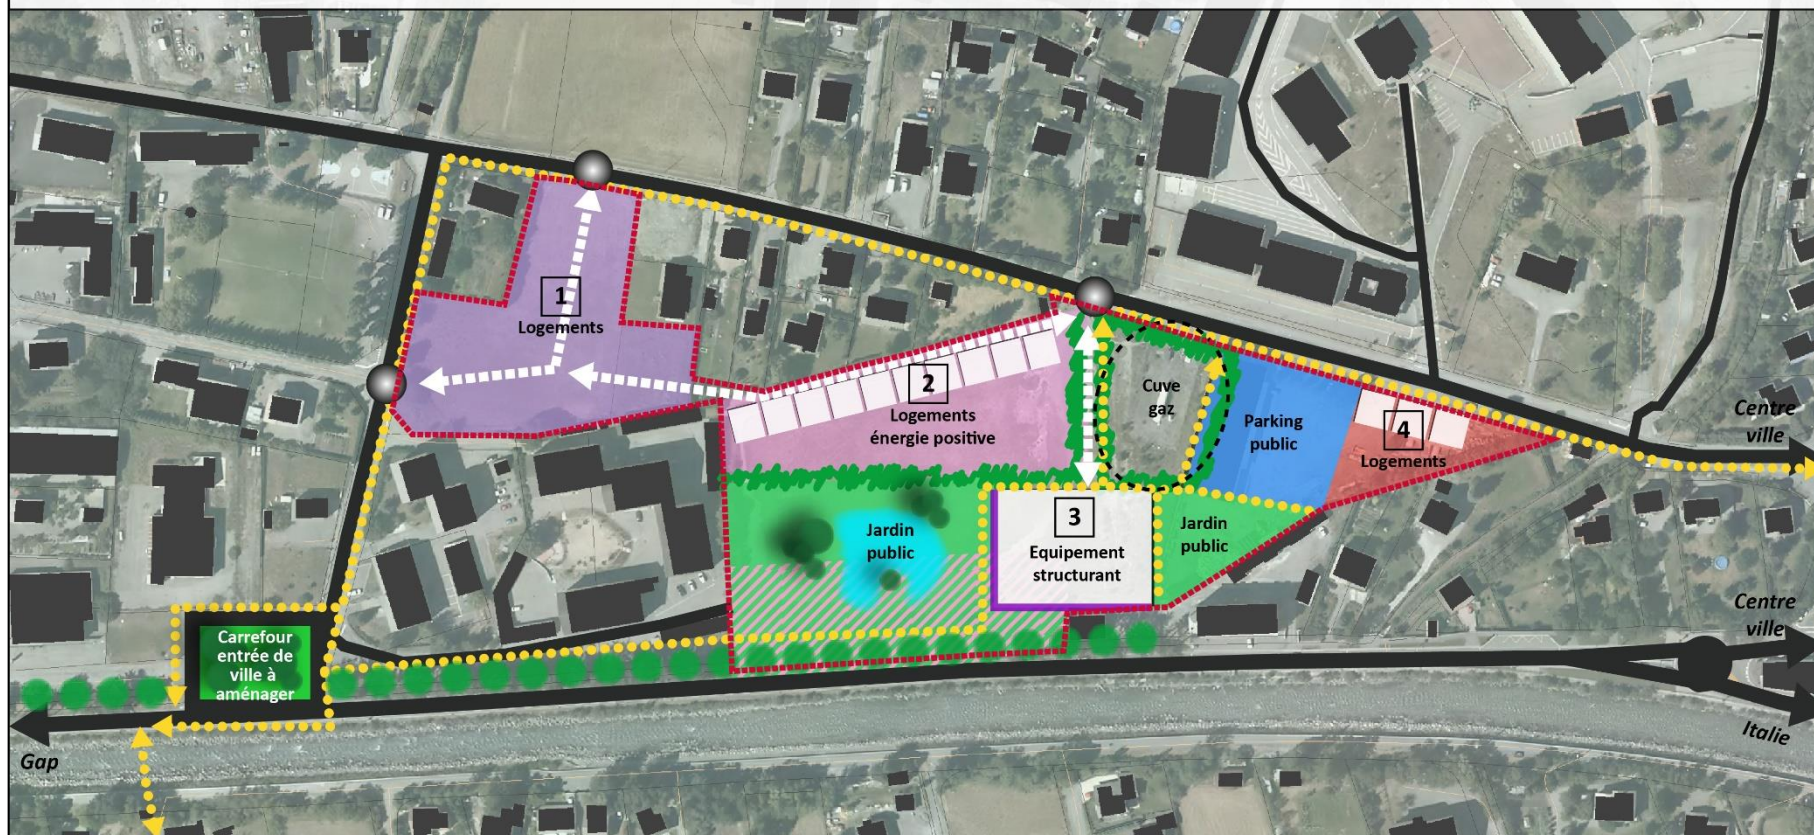 1
Logements
2
Logements
énergie positive
Cuve
gaz
Parking
public
4
Logements
Centre
ville
Jardin
public
3
Equipement
structurant
Jardin
public
Centre
ville
Carrefour
entrée de
ville à
aménager
Gap
Italie